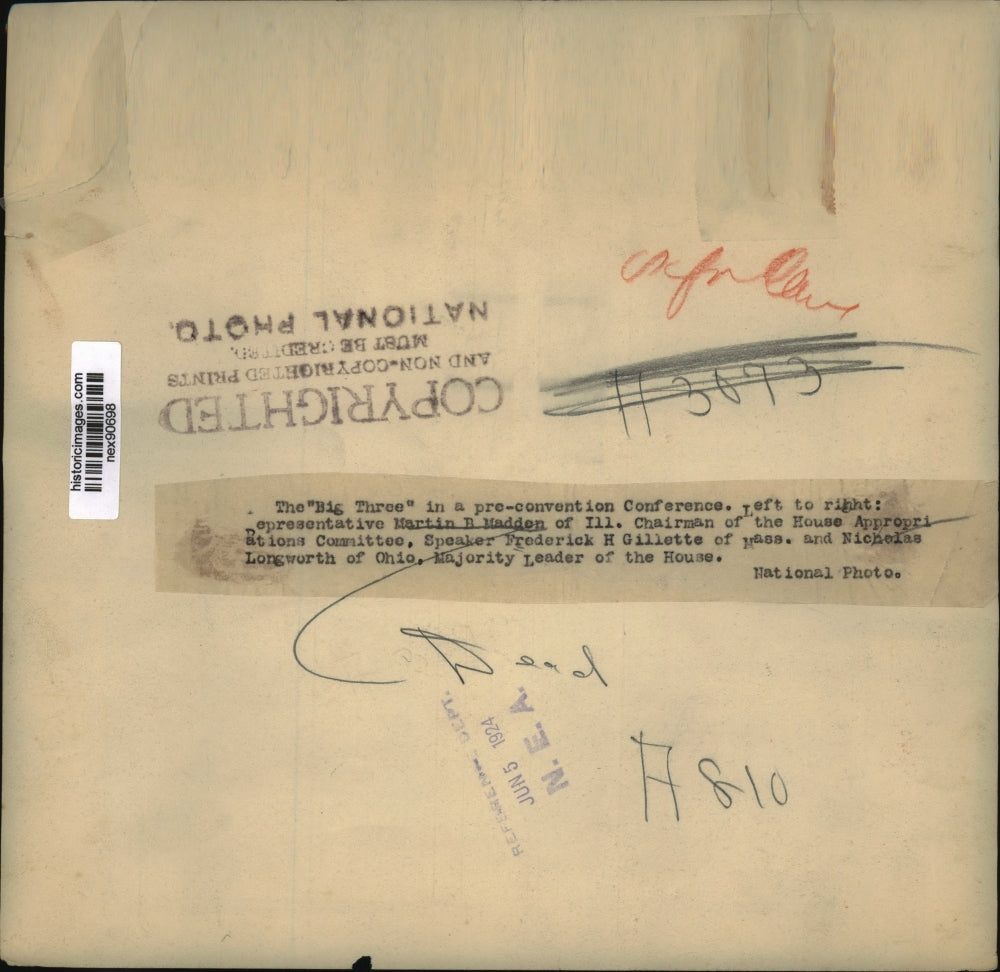 NATIONAL PHOTO.
MUST BE CREDITED.
AND NON-COPYRIGHTED PRINTS
COPYRIGHTED
H3073
historicimages.com
nex90698
The"Big Three" in a pre-convention Conference. Left to right:
Representative Martin B Madden of Ill. Chairman of the House Appropri
ations Committee, Speaker Frederick H Gillette of Mass. and Nicholas
Longworth of Ohio, Majority Leader of the House.
National Photo.
Dead
REFERENCE DEPT.
JUN 5 1924
N. E. A.
A 810